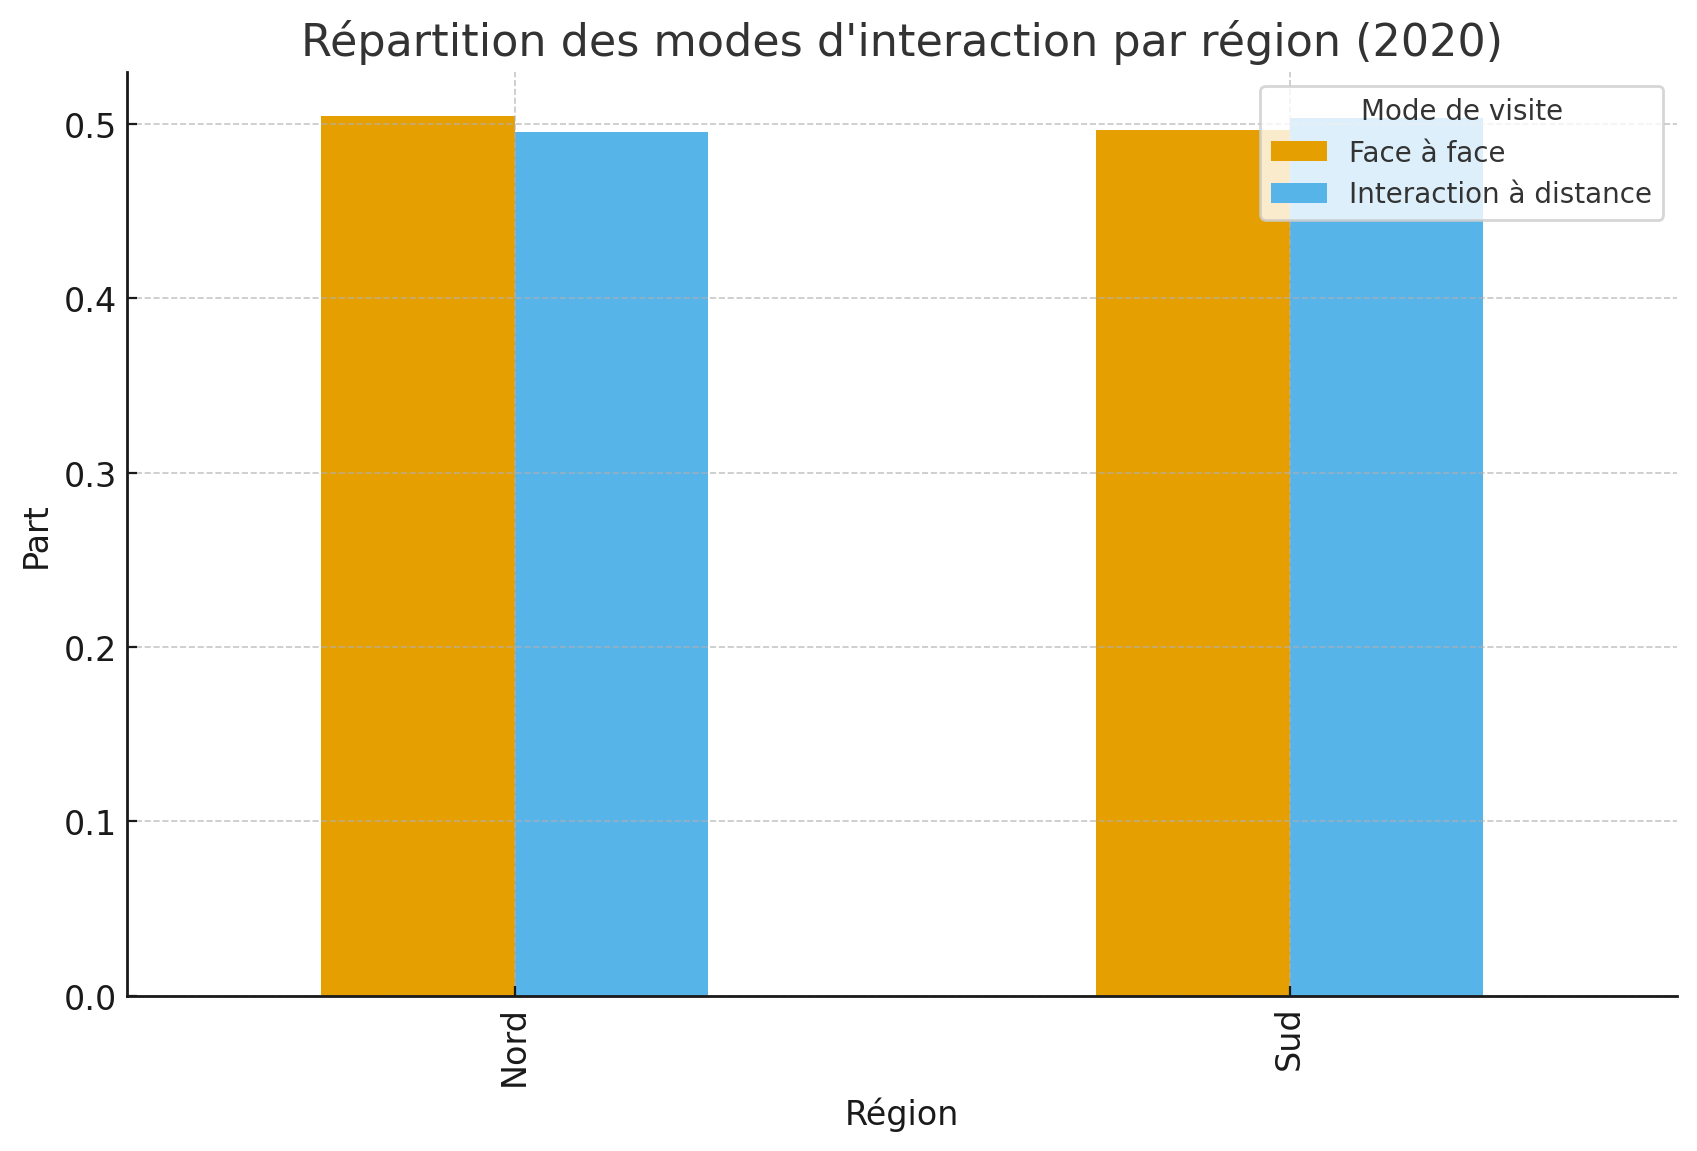 Répartition des modes d'interaction par région (2020)
Mode de visite
Face à face
Interaction à distance
Part
0.5
0.4
0.3
0.2
0.1
0.0
Nord
Sud
Région